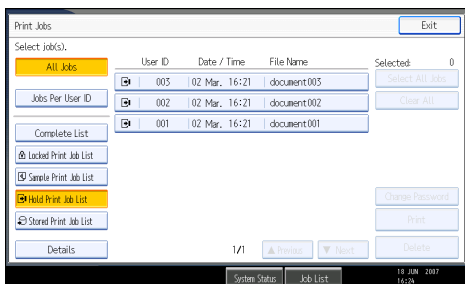 Print Jobs
Exit
Select job(s).
All Jobs
User ID Date / Time File Name
Selected: 0
003 02 Mar. 16:21 document003
Select All Jobs
Jobs Per User ID
002 02 Mar. 16:21 document002
Clear All
001 02 Mar. 16:21 document001
Complete List
Locked Print Job List
Sample Print Job List
Hold Print Job List
Change Password
Stored Print Job List
Print
Details
1/1
▲ Previous ▼ Next
Delete
System Status Job List
18 JUN 2007
16:24